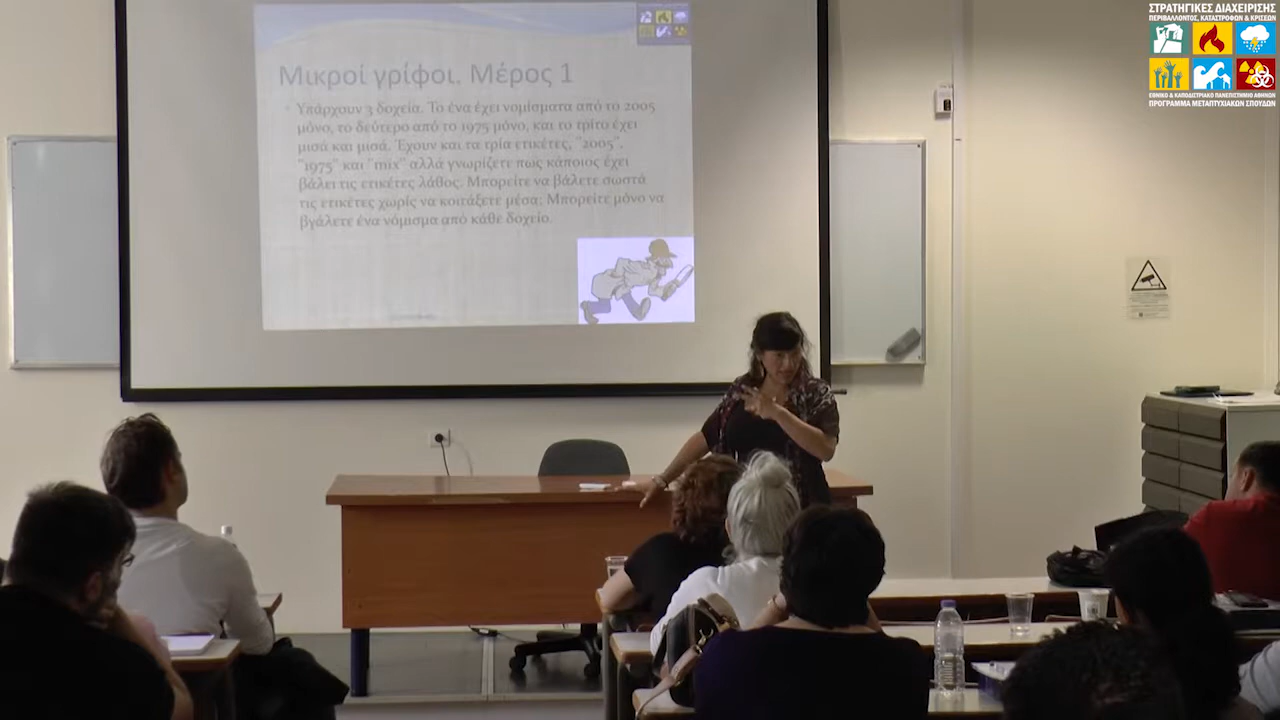 ΣΤΡΑΤΗΓΙΚΕΣ ΔΙΑΧΕΙΡΙΣΗΣ
ΠΕΡΙΒΑΛΛΟΝΤΟΣ, ΚΑΤΑΣΤΡΟΦΩΝ & ΚΡΙΣΕΩΝ
ΕΘΝΙΚΟ & ΚΑΠΟΔΙΣΤΡΙΑΚΟ ΠΑΝΕΠΙΣΤΗΜΙΟ ΑΘΗΝΩΝ
ΠΡΟΓΡΑΜΜΑ ΜΕΤΑΠΤΥΧΙΑΚΩΝ ΣΠΟΥΔΩΝ
Μικροί γρίφοι. Μέρος 1
Υπάρχουν 3 δοχεία. Το ένα έχει νομίσματα από το 2005
μόνο, το δεύτερο από το 1975 μόνο, και το τρίτο έχει
μισά και μισά. Έχουν και τα τρία ετικέτες, "2005",
"1975" και "mix" αλλά γνωρίζετε πως κάποιος έχει
βάλει τις ετικέτες λάθος. Μπορείτε να βάλετε σωστά
τις ετικέτες χωρίς να κοιτάξετε μέσα; Μπορείτε μόνο να
βγάλετε ένα νόμισμα από κάθε δοχείο.